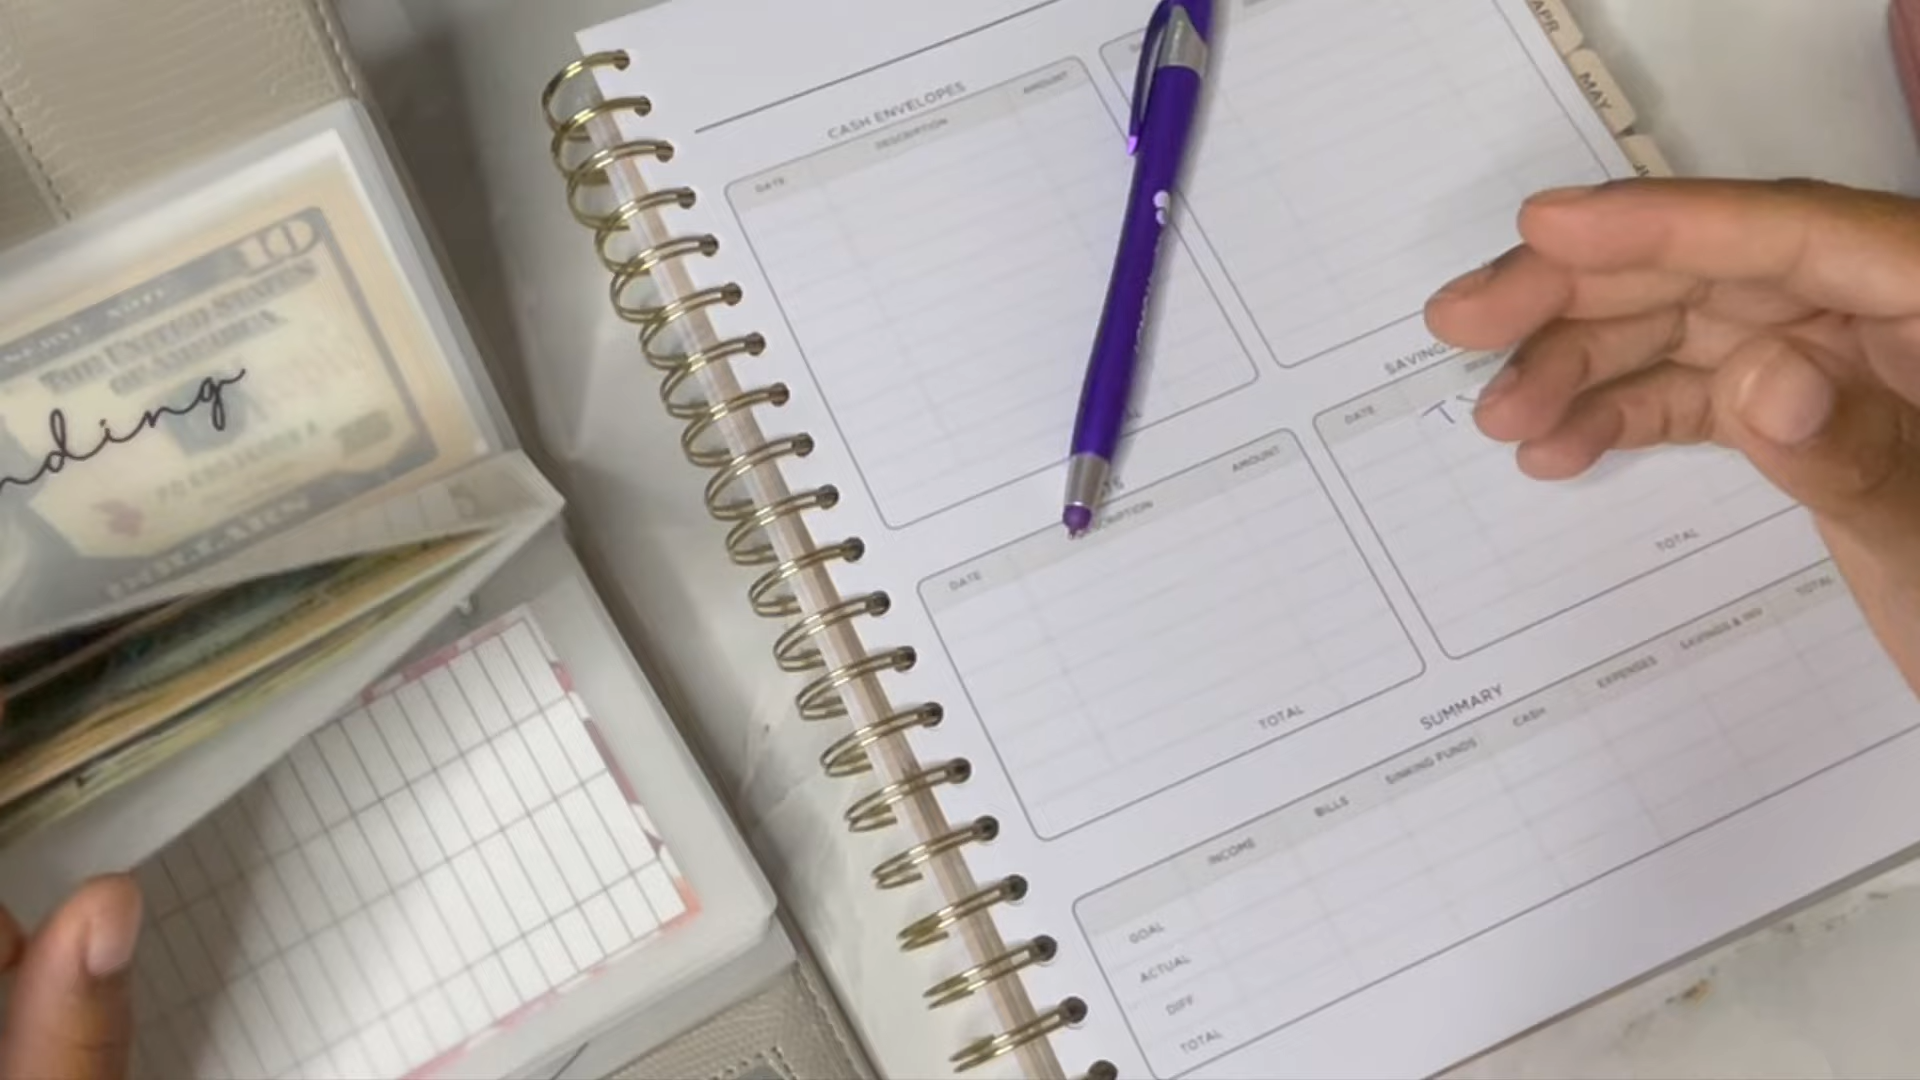 APR
MAY
CASH ENVELOPES
DATE DESCRIPTION AMOUNT
10
THE UNITED STATES
OF AMERICA
nding
SAVINGS
DATE
TOTAL
AMOUNT
DATE
TOTAL
SUMMARY
INCOME BILLS SINKING FUNDS CASH EXPENSES SAVINGS & INV TOTAL
GOAL
ACTUAL
DIFF
TOTAL